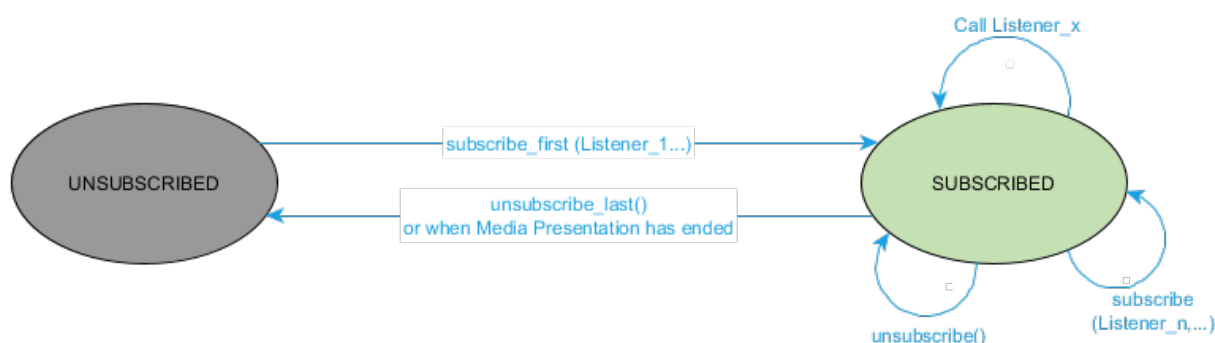 Call Listener_x
subscribe_first (Listener_1...)
UNSUBSCRIBED
SUBSCRIBED
unsubscribe_last()
or when Media Presentation has ended
subscribe
(Listener_n,...)
unsubscribe()